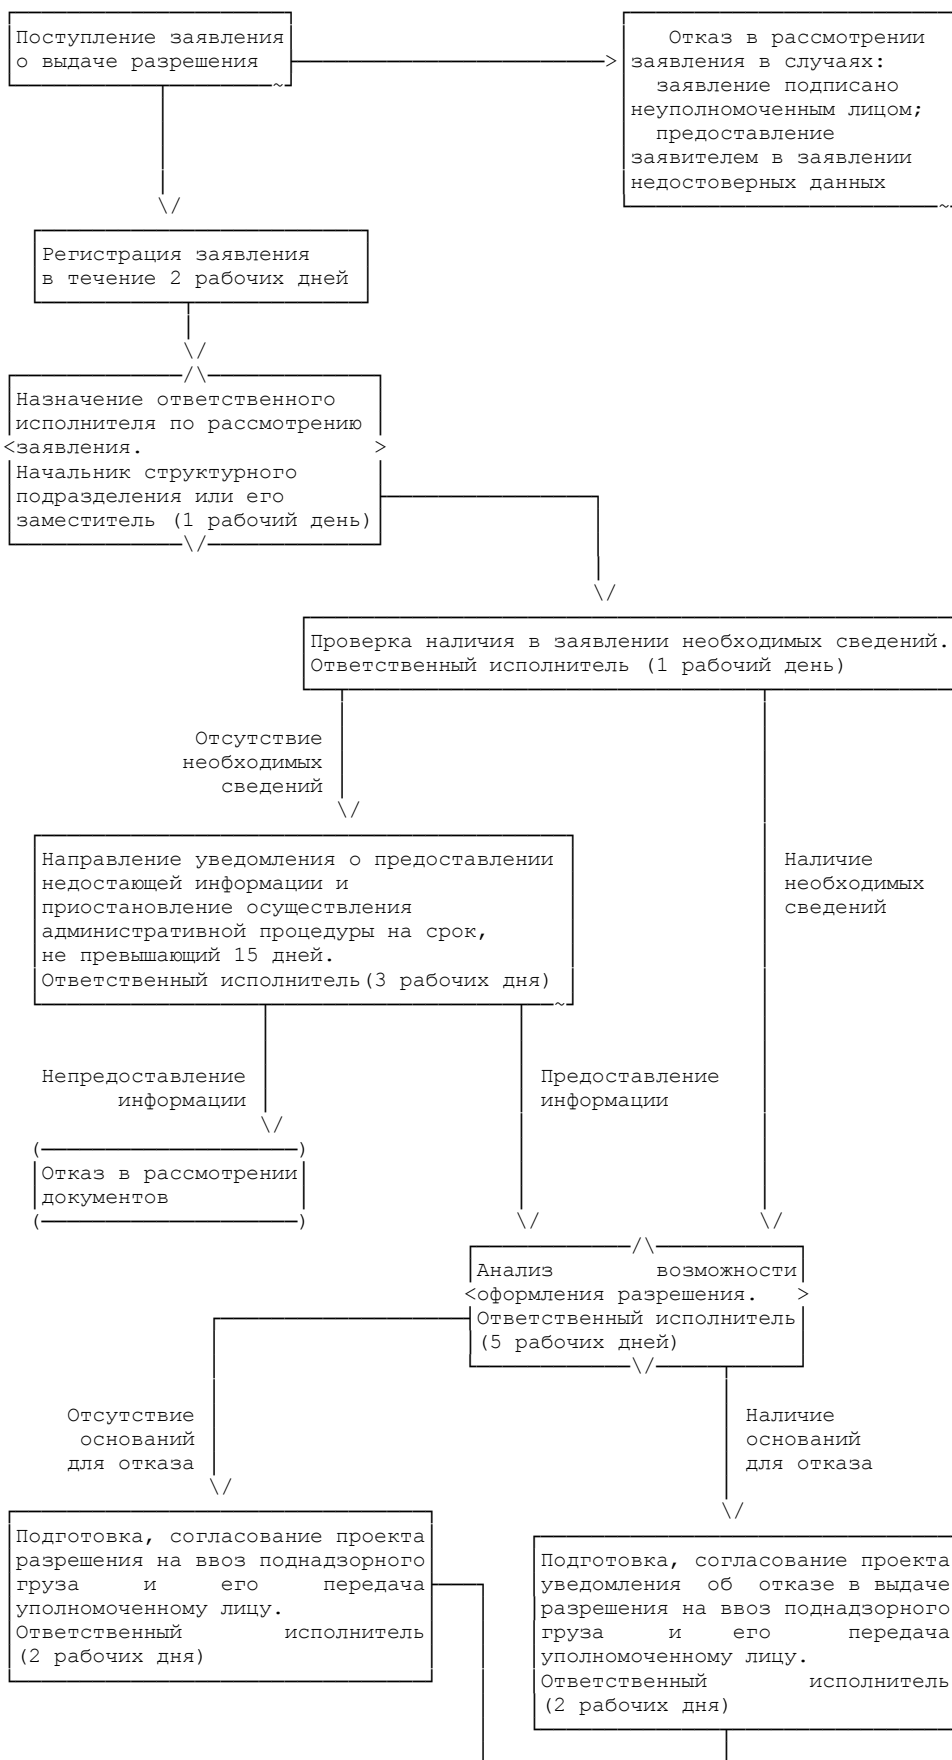 Поступление заявления
о выдаче разрешения
Отказ в рассмотрении
заявления в случаях:
заявление подписано
неуполномоченным лицом;
предоставление
заявителем в заявлении
недостоверных данных
Регистрация заявления
в течение 2 рабочих дней
Назначение ответственного
исполнителя по рассмотрению
заявления.
Начальник структурного
подразделения или его
заместитель (1 рабочий день)
Проверка наличия в заявлении необходимых сведений.
Ответственный исполнитель (1 рабочий день)
Отсутствие
необходимых
сведений
Направление уведомления о предоставлении
недостающей информации и
приостановление осуществления
административной процедуры на срок,
не превышающий 15 дней.
Ответственный исполнитель(3 рабочих дня)
Наличие
необходимых
сведений
Непредоставление
информации
Предоставление
информации
Отказ в рассмотрении
документов
Анализ возможности
оформления разрешения.
Ответственный исполнитель
(5 рабочих дней)
Отсутствие
оснований
для отказа
Наличие
оснований
для отказа
Подготовка, согласование проекта
разрешения на ввоз поднадзорного
груза и его передача
уполномоченному лицу.
Ответственный исполнитель
(2 рабочих дня)
Подготовка, согласование проекта
уведомления об отказе в выдаче
разрешения на ввоз поднадзорного
груза и его передача
уполномоченному лицу.
Ответственный исполнитель
(2 рабочих дня)